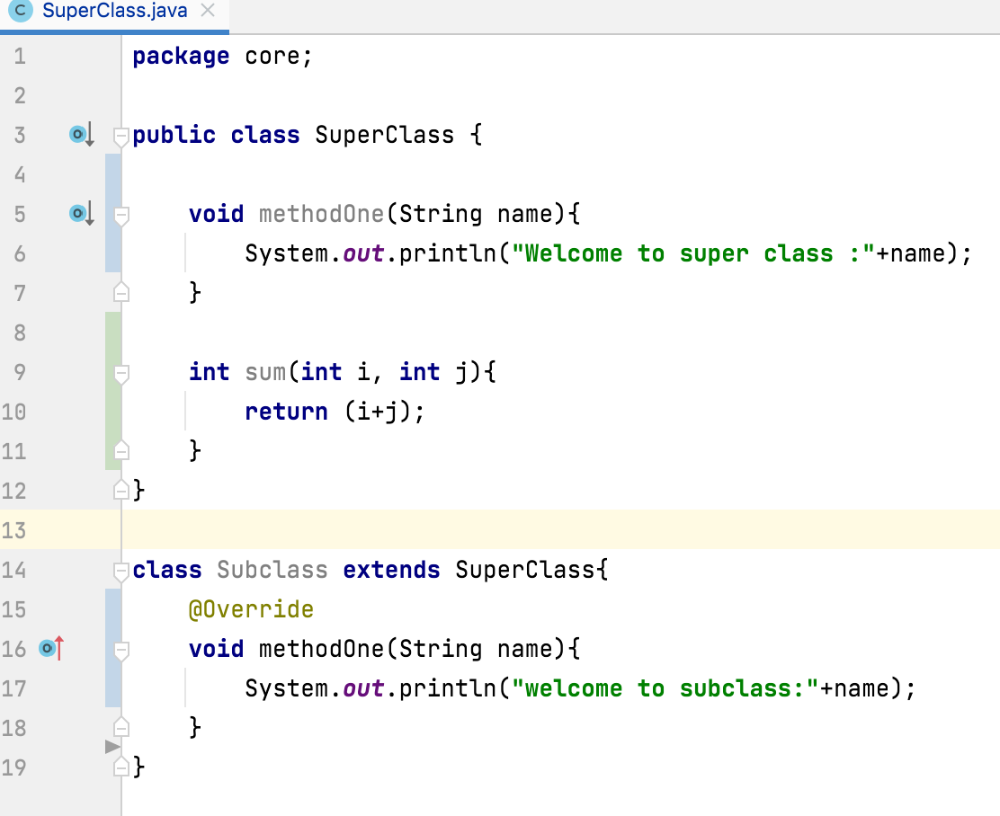 C SuperClass.java
1 package core;
2
3 public class SuperClass {
4
5 void methodOne(String name){
6 System.out.println("Welcome to super class :"+name);
7 }
8
9 int sum(int i, int j){
10 return (i+j);
11 }
12 }
13
14 class Subclass extends SuperClass{
15 @Override
16 void methodOne(String name){
17 System.out.println("welcome to subclass:"+name);
18 }
19 }